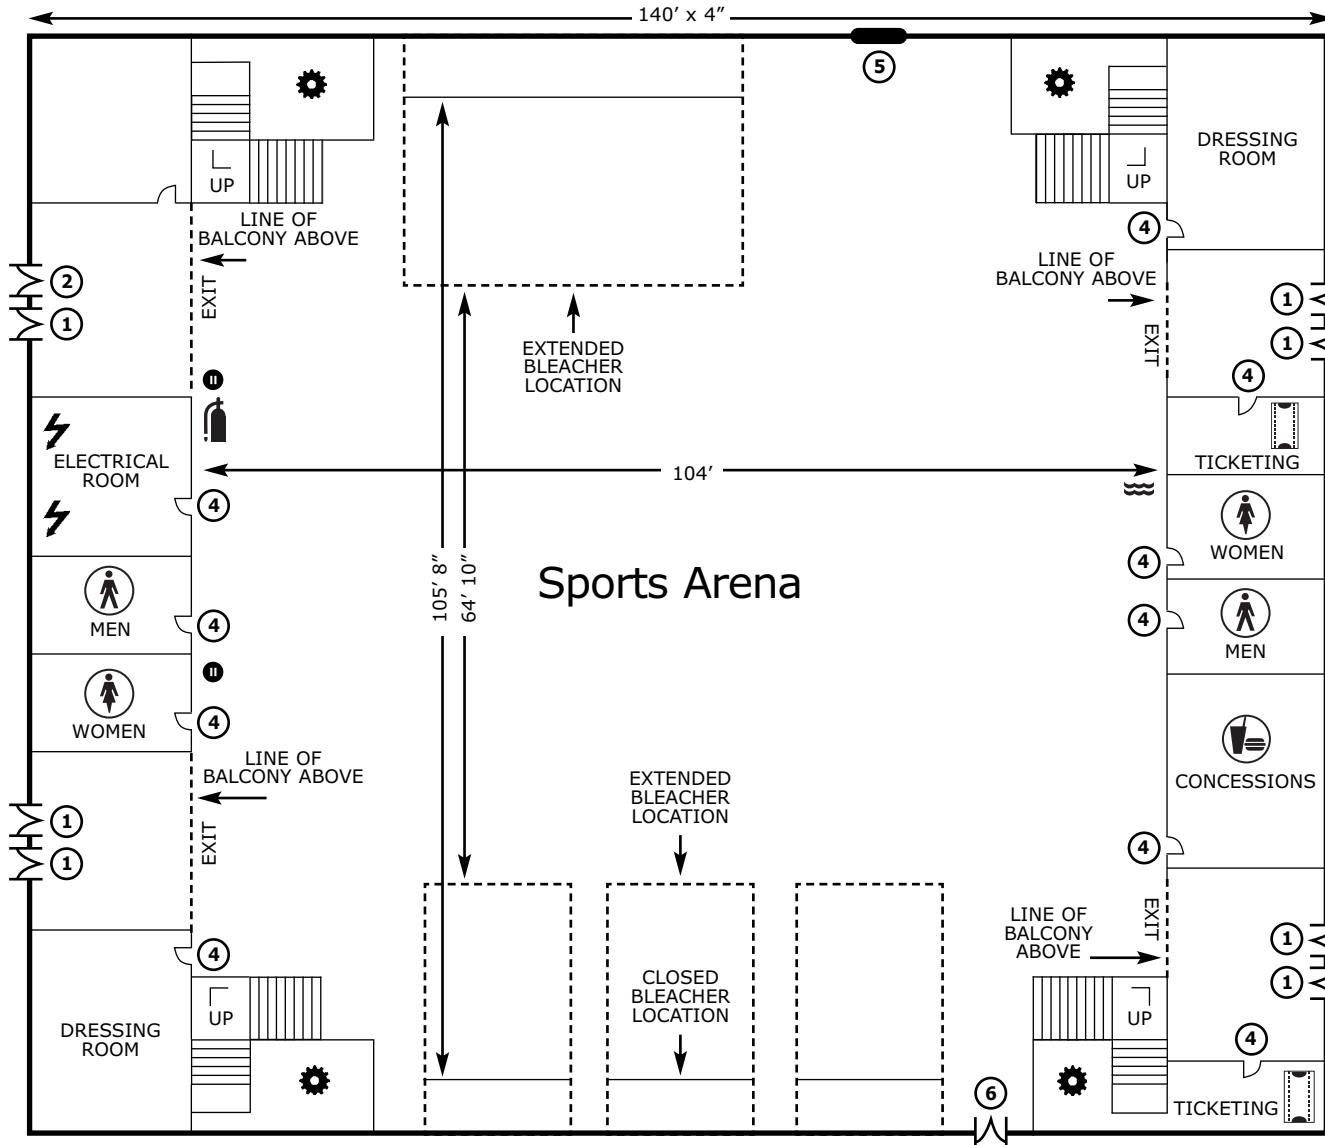 140’ x 4”
5
DRESSING
ROOM
UP
UP
LINE OF
BALCONY ABOVE
4
2
EXIT
1
LINE OF
BALCONY ABOVE
1
EXIT
1
EXTENDED
BLEACHER
LOCATION
4
ELECTRICAL
ROOM
104’
TICKETING
4
WOMEN
4
105’ 8”
64’ 10”
Sports Arena
MEN
4
4
MEN
WOMEN
4
LINE OF
BALCONY ABOVE
CONCESSIONS
EXTENDED
BLEACHER
LOCATION
1
EXIT
1
4
LINE OF
BALCONY
ABOVE
EXIT
1
4
1
CLOSED
BLEACHER
LOCATION
UP
UP
DRESSING
ROOM
4
6
TICKETING